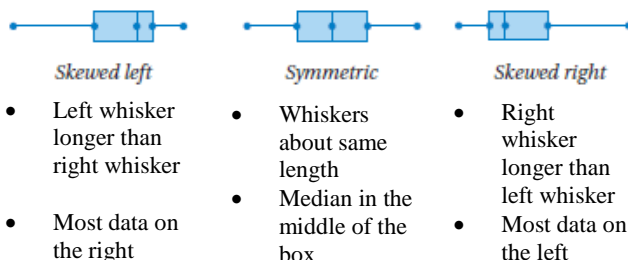 Skewed left
Symmetric
Skewed right
• Left whisker
longer than
right whisker
• Most data on
the right
• Whiskers
about same
length
• Median in the
middle of the
box
• Right
whisker
longer than
left whisker
• Most data on
the left